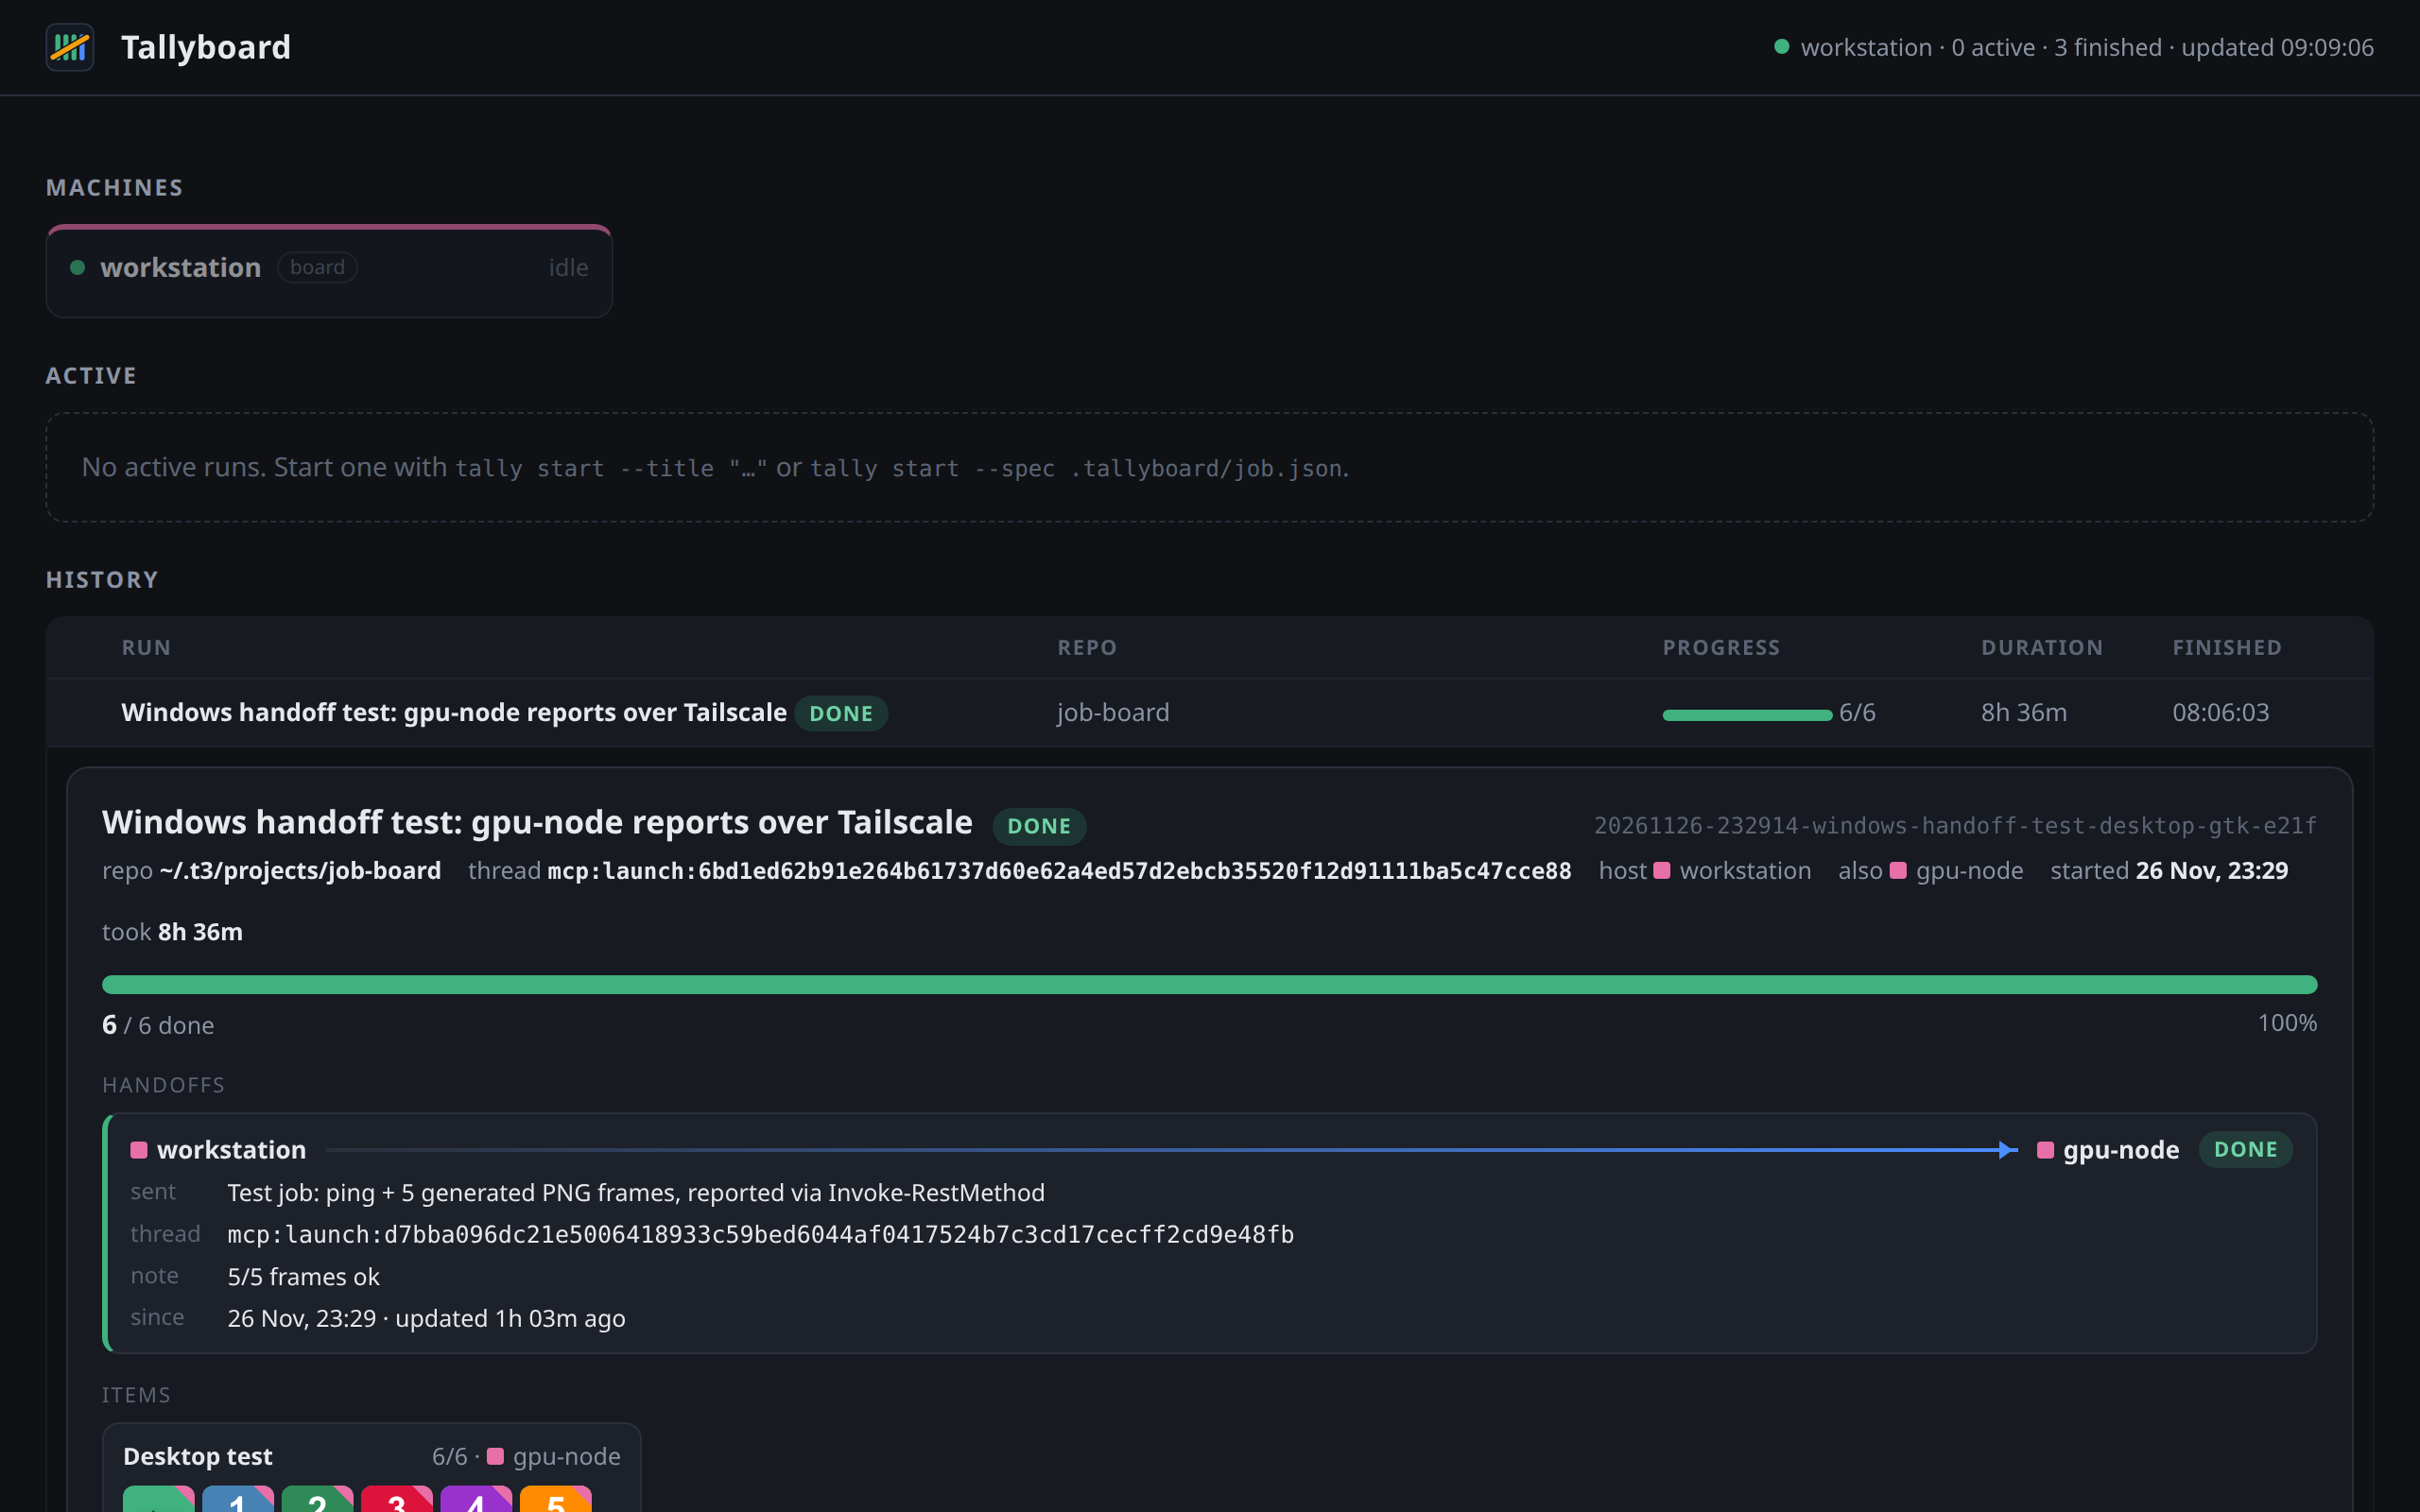 Tallyboard
workstation · 0 active · 3 finished · updated 09:09:06
MACHINES
workstation board idle
ACTIVE
No active runs. Start one with tally start --title "…" or tally start --spec .tallyboard/job.json.
HISTORY
RUN REPO PROGRESS DURATION FINISHED
Windows handoff test: gpu-node reports over Tailscale DONE job-board 6/6 8h 36m 08:06:03
Windows handoff test: gpu-node reports over Tailscale DONE 20261126-232914-windows-handoff-test-desktop-gtk-e21f
repo ~/.t3/projects/job-board thread mcp:launch:6bd1ed62b91e264b61737d60e62a4ed57d2ebcb35520f12d91111ba5c47cce88 host workstation also gpu-node started 26 Nov, 23:29
took 8h 36m
6 / 6 done 100%
HANDOFFS
workstation gpu-node DONE
sent Test job: ping + 5 generated PNG frames, reported via Invoke-RestMethod
thread mcp:launch:d7bba096dc21e5006418933c59bed6044af0417524b7c3cd17cecff2cd9e48fb
note 5/5 frames ok
since 26 Nov, 23:29 · updated 1h 03m ago
ITEMS
Desktop test 6/6 · gpu-node
1 2 3 4 5